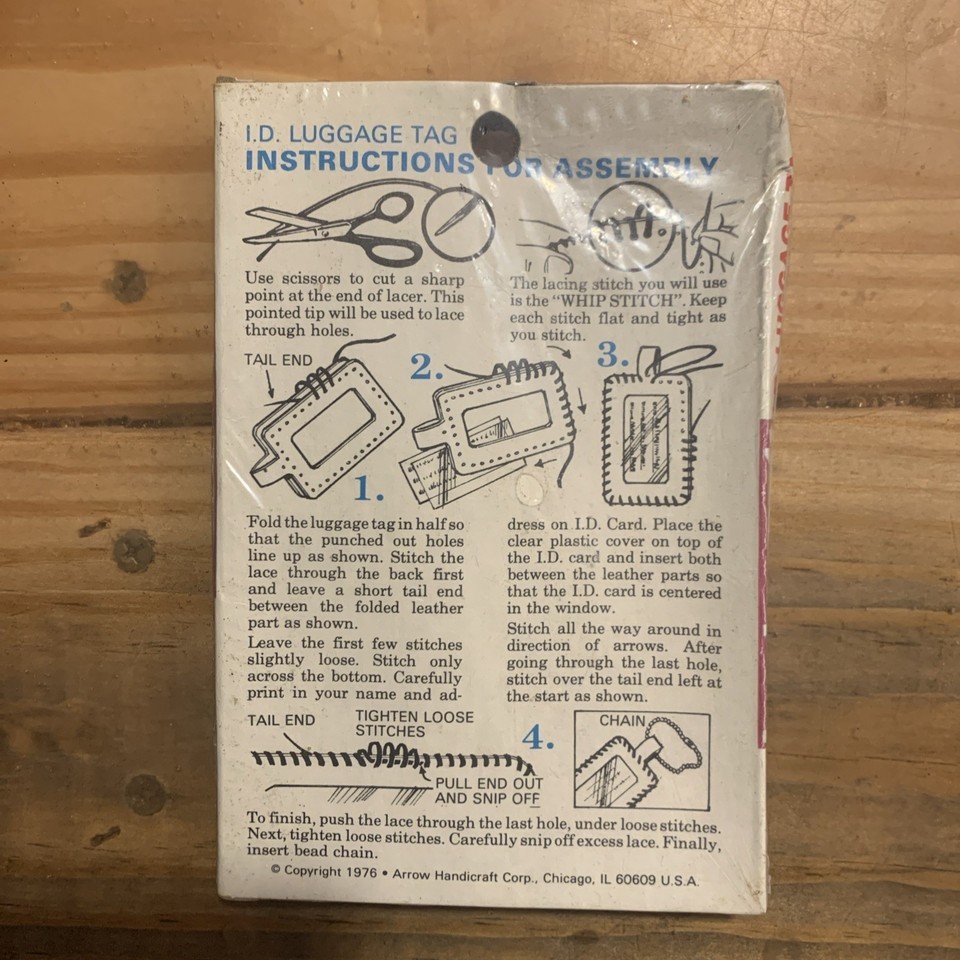 I.D. LUGGAGE TAG
INSTRUCTIONS FOR ASSEMBLY
Use scissors to cut a sharp
point at the end of lacer. This
pointed tip will be used to lace
through holes.
The lacing stitch you will use
is the "WHIP STITCH". Keep
each stitch flat and tight as
you stitch.
TAIL END
1.
2.
3.
Fold the luggage tag in half so
that the punched out holes
line up as shown. Stitch the
lace through the back first
and leave a short tail end
between the folded leather
part as shown.
Leave the first few stitches
slightly loose. Stitch only
across the bottom. Carefully
print in your name and ad-
dress on I.D. Card. Place the
clear plastic cover on top of
the I.D. card and insert both
between the leather parts so
that the I.D. card is centered
in the window.
Stitch all the way around in
direction of arrows. After
going through the last hole,
stitch over the tail end left at
the start as shown.
TAIL END
TIGHTEN LOOSE
STITCHES
PULL END OUT
AND SNIP OFF
4.
CHAIN
To finish, push the lace through the last hole, under loose stitches.
Next, tighten loose stitches. Carefully snip off excess lace. Finally,
insert bead chain.
© Copyright 1976 • Arrow Handicraft Corp., Chicago, IL 60609 U.S.A.